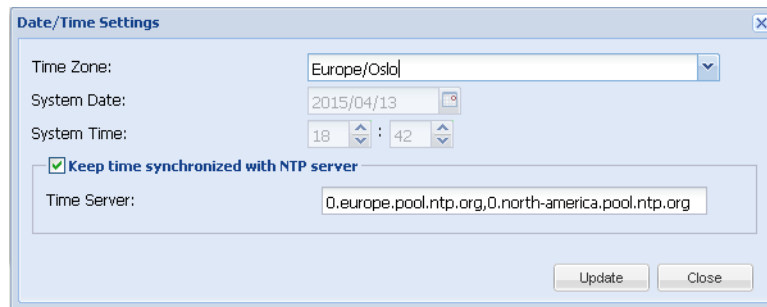 Date/Time Settings
Time Zone: Europe/Oslo
System Date: 2015/04/13
System Time: 18 : 42
Keep time synchronized with NTP server
Time Server: 0.europe.pool.ntp.org,0.north-america.pool.ntp.org
Update Close